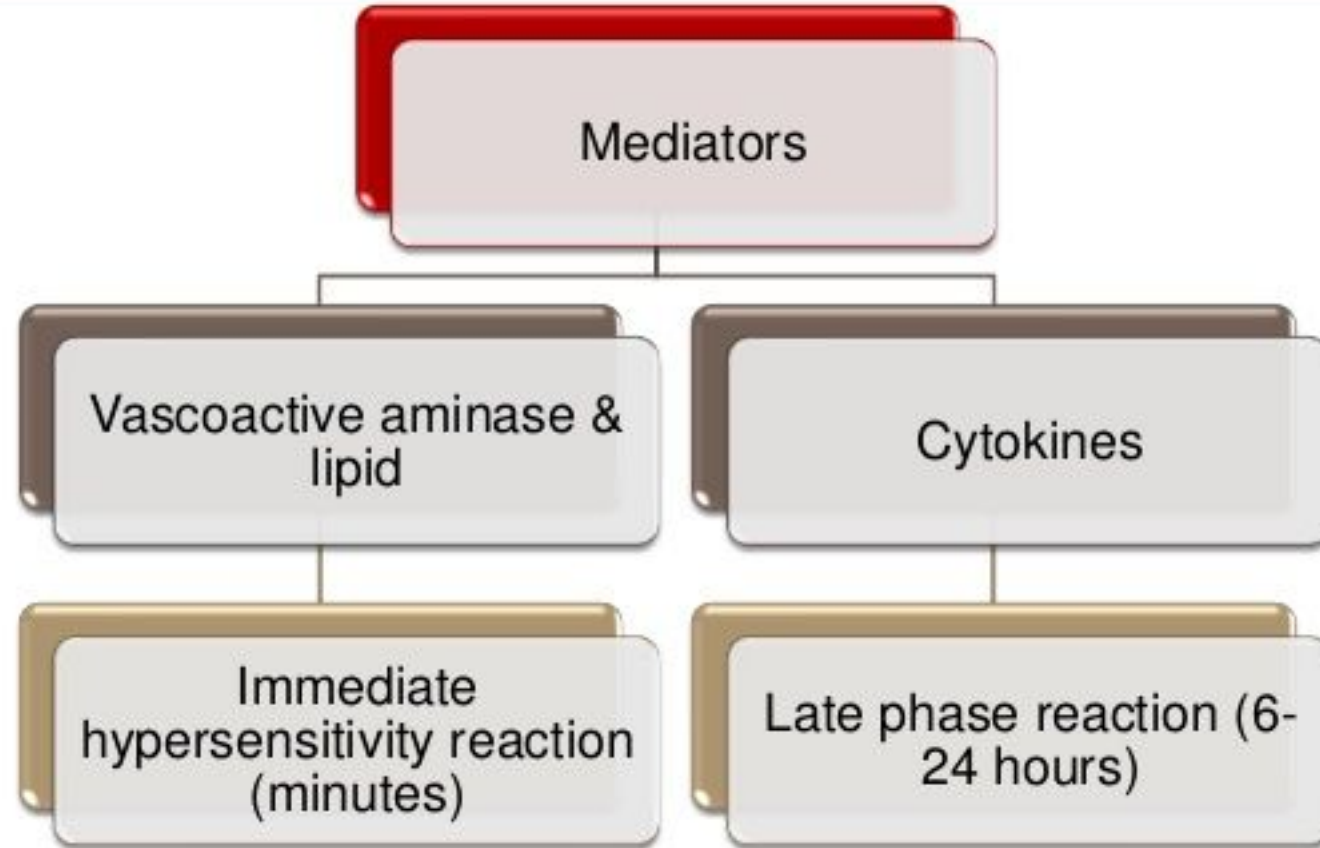 Mediators
Vascoactive aminase &
lipid
Cytokines
Immediate
hypersensitivity reaction
(minutes)
Late phase reaction (6-
24 hours)